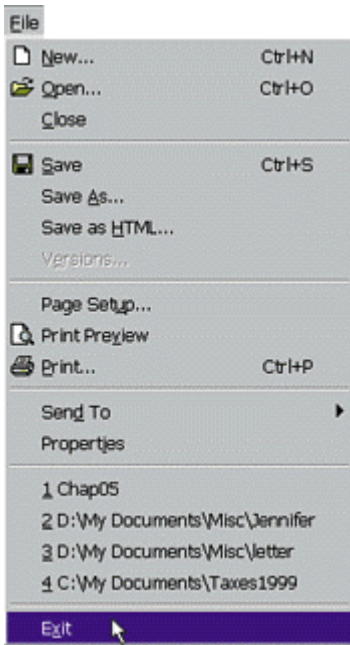 File
New... Ctrl+N
Open... Ctrl+O
Close
Save Ctrl+S
Save As...
Save as HTML...
Versions...
Page Setup...
Print Preview
Print... Ctrl+P
Send To
Properties
1 Chap05
2 D:\My Documents\Misc\Jennifer
3 D:\My Documents\Misc\letter
4 C:\My Documents\Taxes1999
Exit